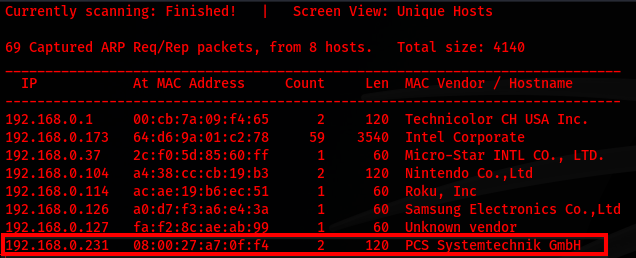 Currently scanning: Finished!   |   Screen View: Unique Hosts
69 Captured ARP Req/Rep packets, from 8 hosts.   Total size: 4140
_____________________________________________________________________________
IP            At MAC Address     Count     Len  MAC Vendor / Hostname
-----------------------------------------------------------------------------
192.168.0.1     00:cb:7a:09:f4:65      2     120  Technicolor CH USA Inc.
192.168.0.173   64:d6:9a:01:c2:78     59    3540  Intel Corporate
192.168.0.37    2c:f0:5d:85:60:ff      1      60  Micro-Star INTL CO., LTD.
192.168.0.104   a4:38:cc:cb:19:b3      2     120  Nintendo Co.,Ltd
192.168.0.114   ac:ae:19:b6:ec:51      1      60  Roku, Inc
192.168.0.126   a0:d7:f3:a6:e4:3a      1      60  Samsung Electronics Co.,Ltd
192.168.0.127   fa:f2:8c:ae:ab:99      1      60  Unknown vendor
192.168.0.231   08:00:27:a7:0f:f4      2     120  PCS Systemtechnik GmbH